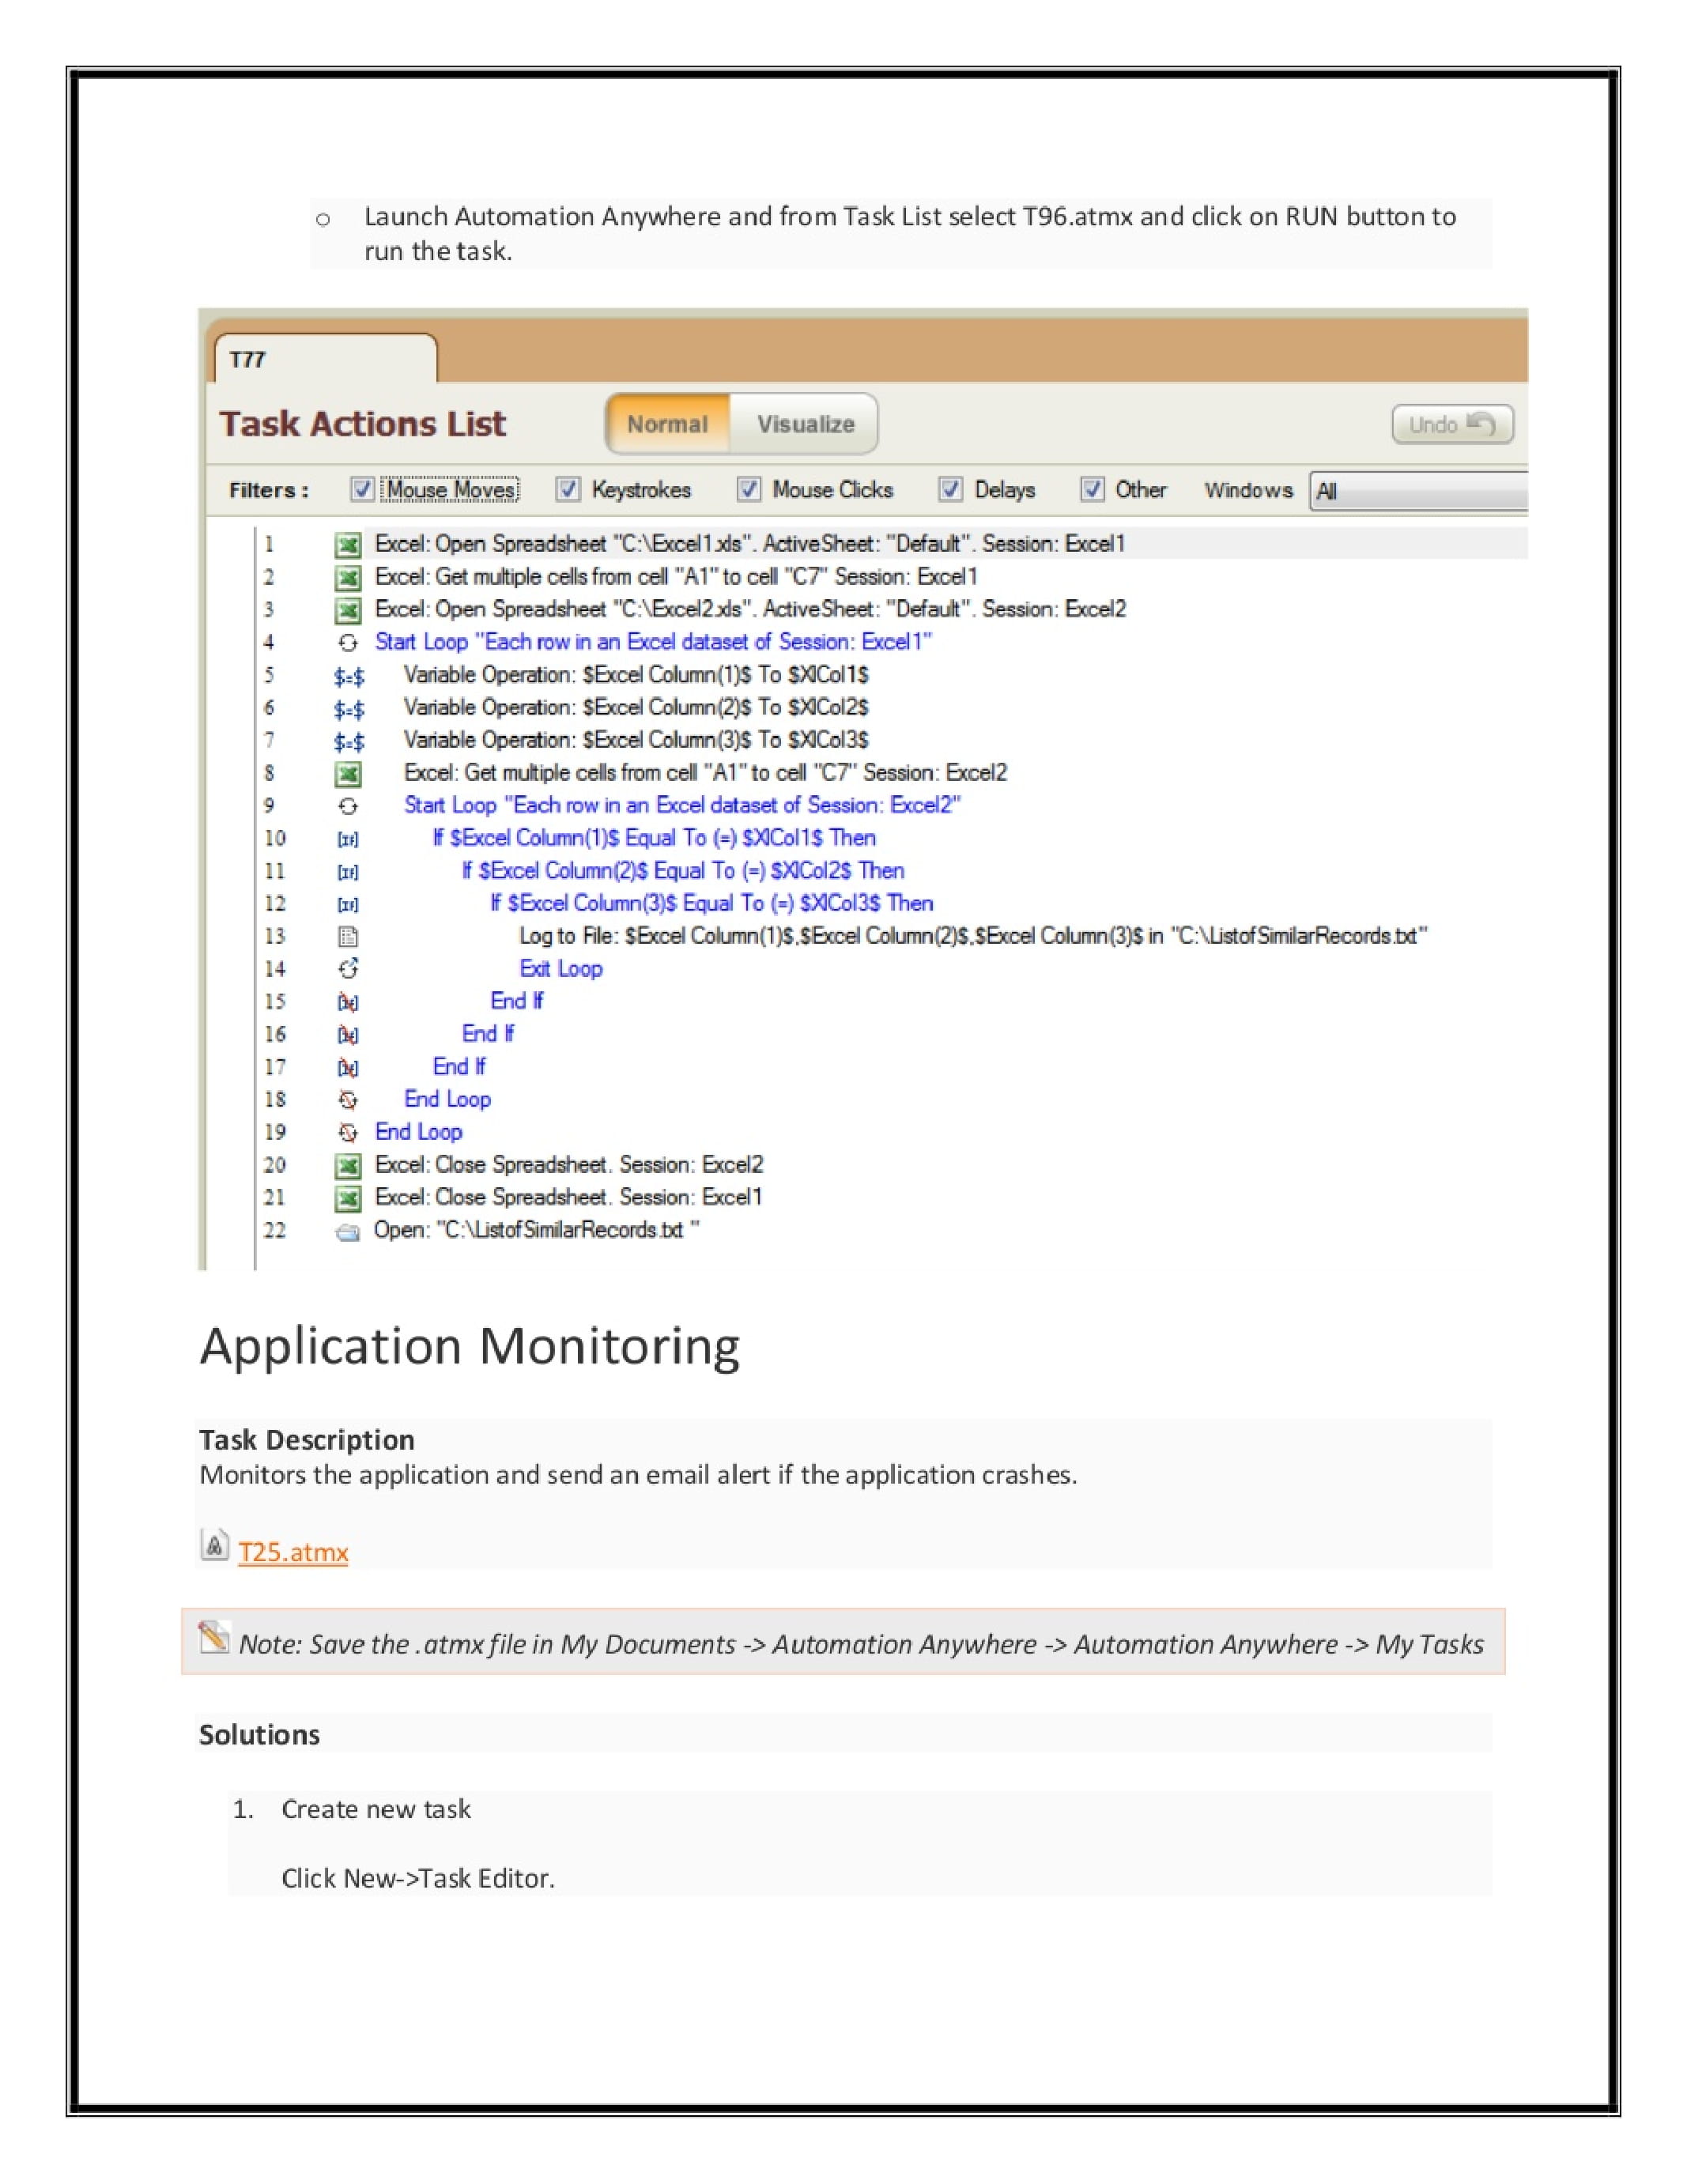 o Launch Automation Anywhere and from Task List select T96.atmx and click on RUN button to
run the task.
T77
Task Actions List Normal Visualize Undo
Filters : Mouse Moves Keystrokes Mouse Clicks Delays Other Windows All
1 Excel: Open Spreadsheet "C:\Excel1.xls". ActiveSheet: "Default". Session: Excel1
2 Excel: Get multiple cells from cell "A1" to cell "C7" Session: Excel1
3 Excel: Open Spreadsheet "C:\Excel2.xls". ActiveSheet: "Default". Session: Excel2
4 Start Loop "Each row in an Excel dataset of Session: Excel1"
5 $=$ Variable Operation: $Excel Column(1)$ To $XlCol1$
6 $=$ Variable Operation: $Excel Column(2)$ To $XlCol2$
7 $=$ Variable Operation: $Excel Column(3)$ To $XlCol3$
8 Excel: Get multiple cells from cell "A1" to cell "C7" Session: Excel2
9 Start Loop "Each row in an Excel dataset of Session: Excel2"
10 If $Excel Column(1)$ Equal To (=) $XlCol1$ Then
11 If $Excel Column(2)$ Equal To (=) $XlCol2$ Then
12 If $Excel Column(3)$ Equal To (=) $XlCol3$ Then
13 Log to File: $Excel Column(1)$,$Excel Column(2)$,$Excel Column(3)$ in "C:\ListofSimilarRecords.txt"
14 Exit Loop
15 End If
16 End If
17 End If
18 End Loop
19 End Loop
20 Excel: Close Spreadsheet. Session: Excel2
21 Excel: Close Spreadsheet. Session: Excel1
22 Open: "C:\ListofSimilarRecords.txt "
Application Monitoring
Task Description
Monitors the application and send an email alert if the application crashes.
T25.atmx
Note: Save the .atmx file in My Documents -> Automation Anywhere -> Automation Anywhere -> My Tasks
Solutions
1. Create new task
Click New->Task Editor.